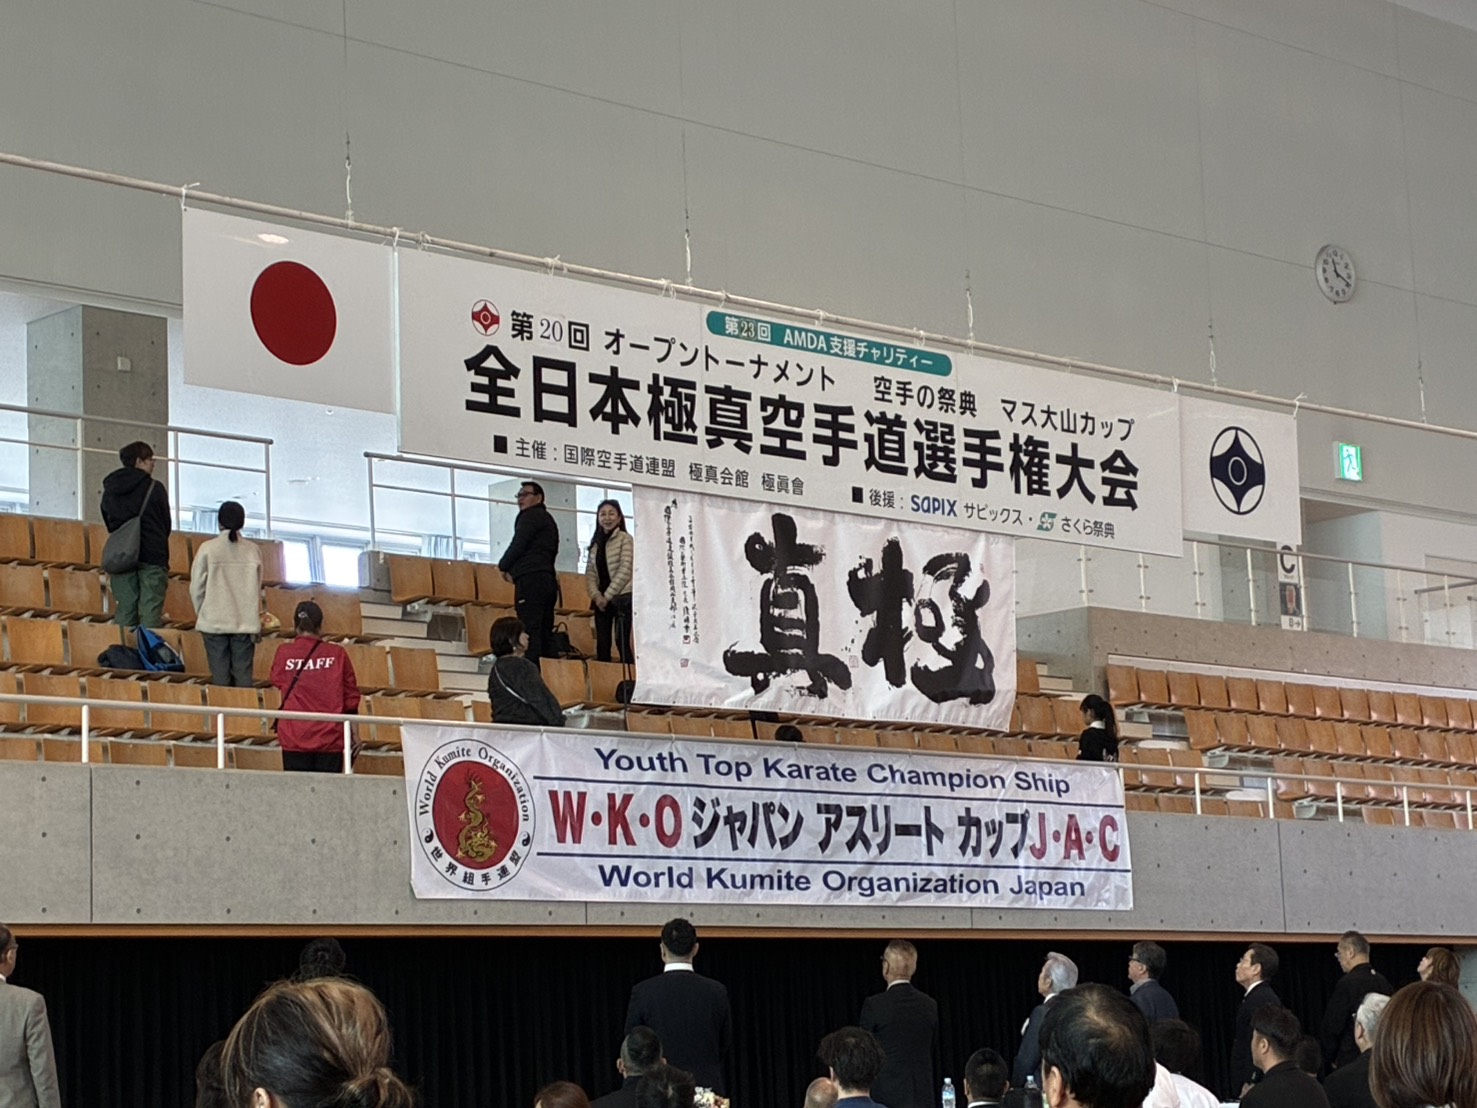 第23回 AMDA支援チャリティー
第20回 オープントーナメント 空手の祭典 マス大山カップ
全日本極真空手道選手権大会
■主催：国際空手道連盟 極真会館 極眞會
■後援：SAPIX サピックス・さくら祭典
極真
C
STAFF
Youth Top Karate Champion Ship
W・K・O ジャパン アスリート カップ J・A・C
World Kumite Organization Japan
World Kumite Organization
世界組手連盟